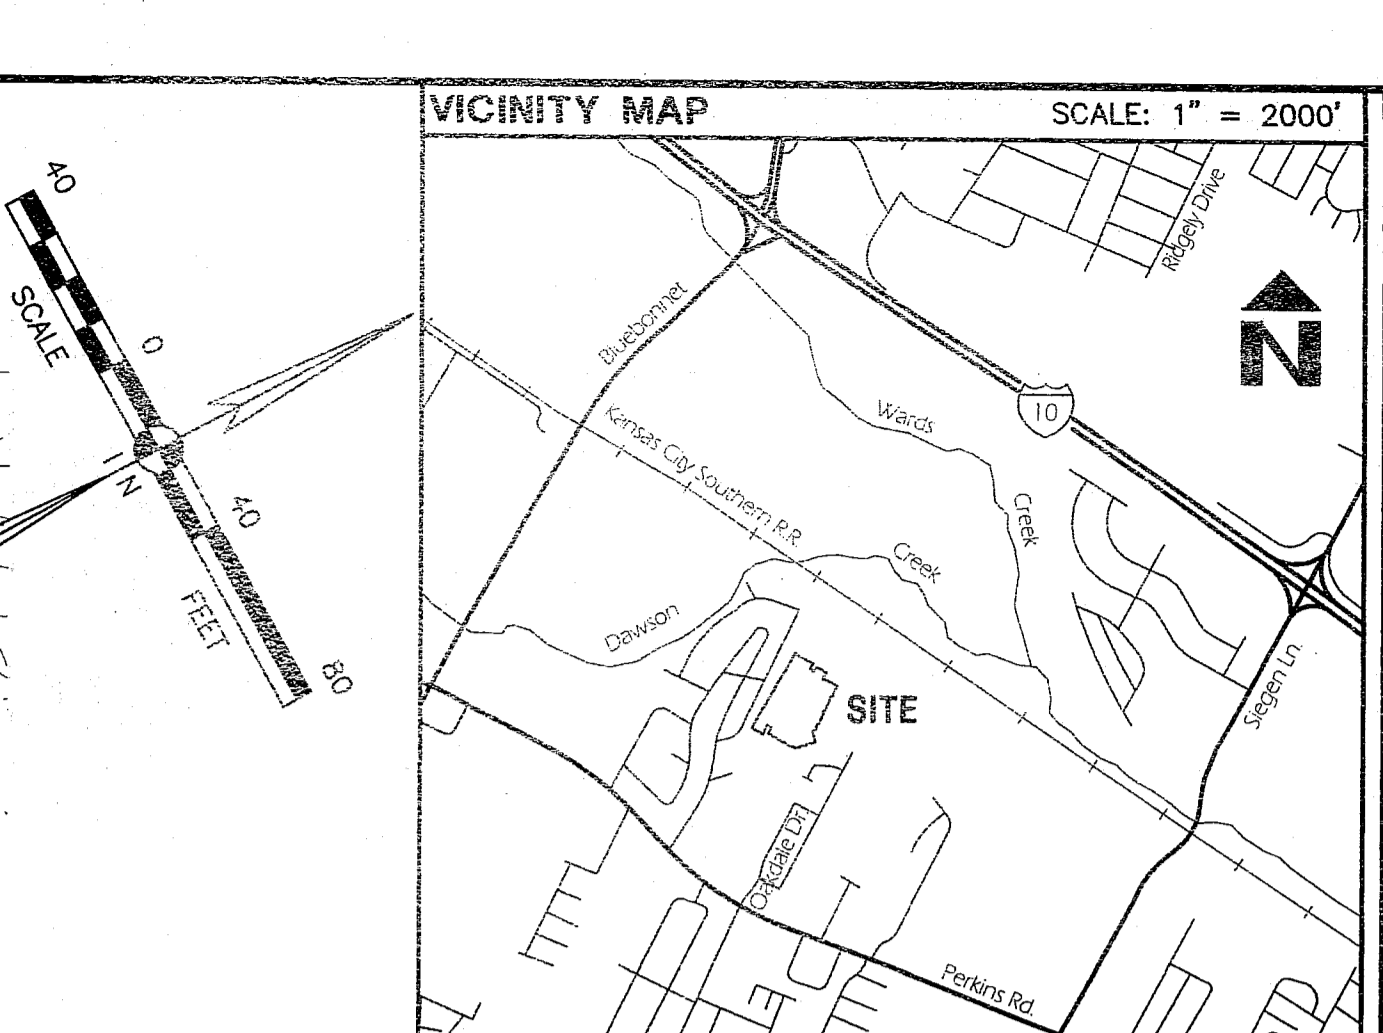 VICINITY MAP
SCALE: 1" = 2000'
40
SCALE
0
N
40
FEET
80
Ridgely Drive
N
Bluebonnet
10
Wards
Kansas City Southern R.R.
Creek
Creek
Dawson
SITE
Siegen Ln.
Oakdale Dr.
Perkins Rd.